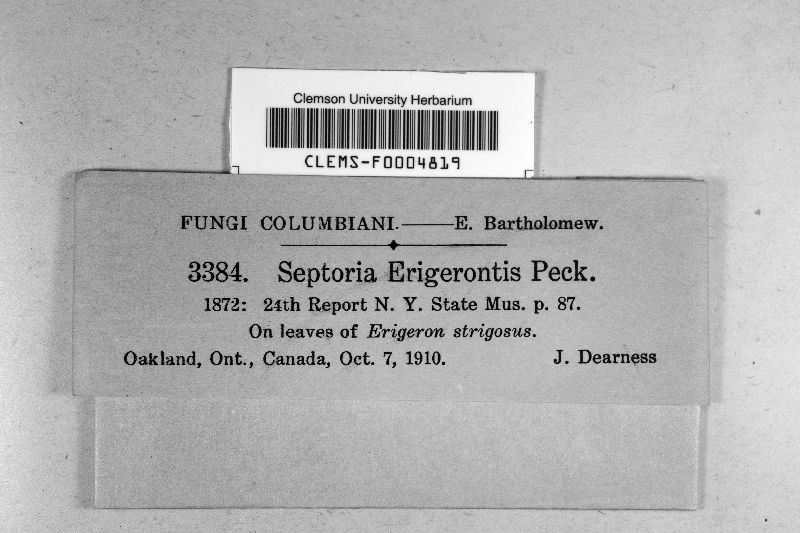 Clemson University Herbarium
CLEMS-F0004819
FUNGI COLUMBIANI.——E. Bartholomew.
3384. Septoria Erigerontis Peck.
1872: 24th Report N. Y. State Mus. p. 87.
On leaves of Erigeron strigosus.
Oakland, Ont., Canada, Oct. 7, 1910. J. Dearness